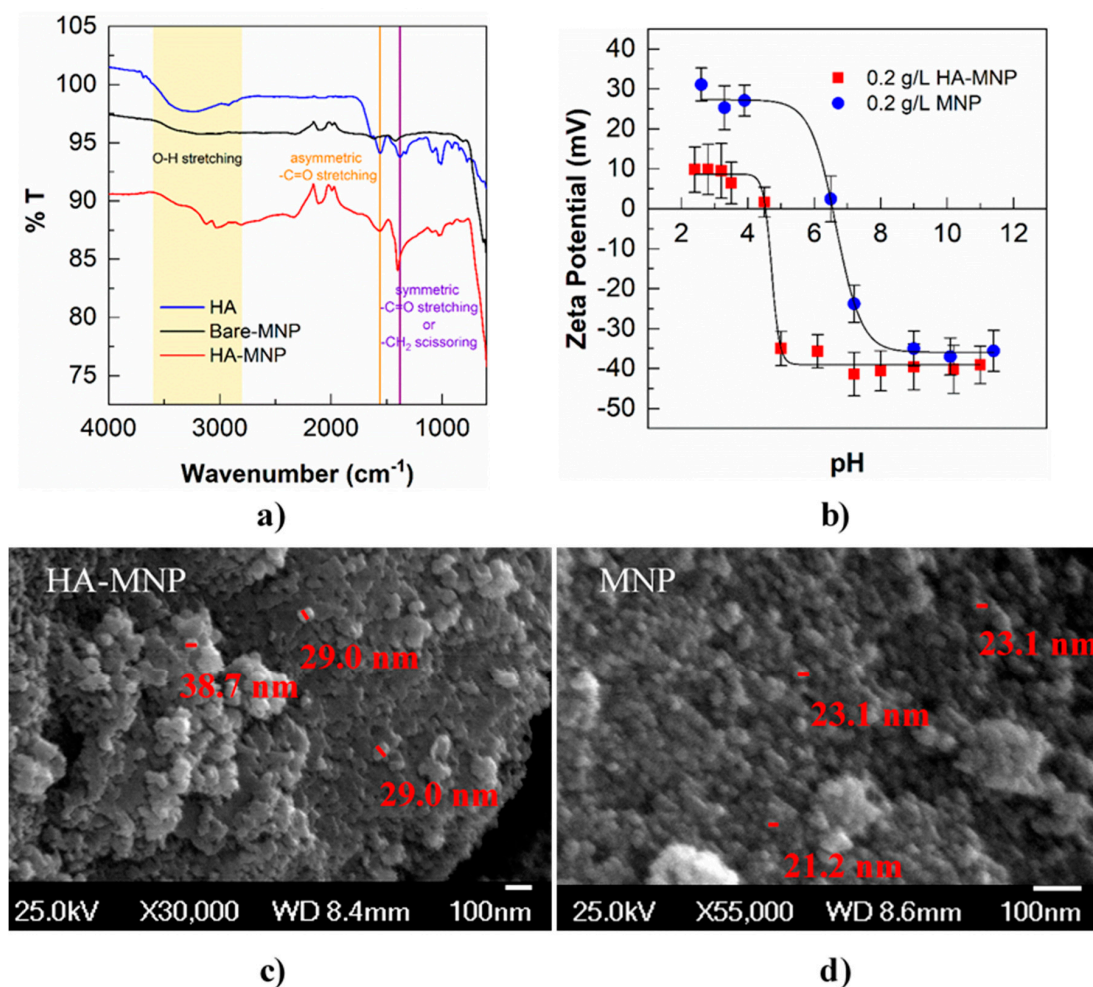 105
100
95
90
85
80
75
% T
O-H stretching
asymmetric
-C=O stretching
symmetric
-C=O stretching
or
-CH₂ scissoring
HA
Bare-MNP
HA-MNP
4000 3000 2000 1000
Wavenumber (cm⁻¹)
a)
40
30
20
10
0
-10
-20
-30
-40
-50
Zeta Potential (mV)
0.2 g/L HA-MNP
0.2 g/L MNP
2 4 6 8 10 12
pH
b)
HA-MNP
29.0 nm
38.7 nm
29.0 nm
25.0kV X30,000 WD 8.4mm 100nm
c)
MNP
23.1 nm
23.1 nm
21.2 nm
25.0kV X55,000 WD 8.6mm 100nm
d)